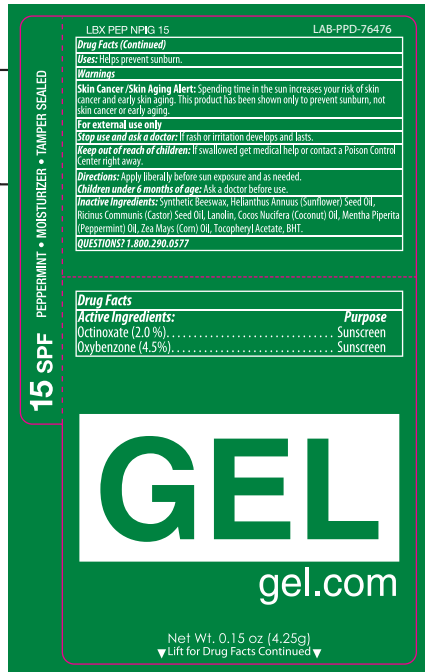 LBX PEP NPIG 15 LAB-PPD-76476
Drug Facts (Continued)
Uses: Helps prevent sunburn.
Warnings
Skin Cancer /Skin Aging Alert: Spending time in the sun increases your risk of skin
cancer and early skin aging. This product has been shown only to prevent sunburn, not
skin cancer or early aging.
For external use only
Stop use and ask a doctor: If rash or irritation develops and lasts.
Keep out of reach of children: If swallowed get medical help or contact a Poison Control
Center right away.
Directions: Apply liberally before sun exposure and as needed.
Children under 6 months of age: Ask a doctor before use.
Inactive Ingredients: Synthetic Beeswax, Helianthus Annuus (Sunflower) Seed Oil,
Ricinus Communis (Castor) Seed Oil, Lanolin, Cocos Nucifera (Coconut) Oil, Mentha Piperita
(Peppermint) Oil, Zea Mays (Corn) Oil, Tocopheryl Acetate, BHT.
QUESTIONS? 1.800.290.0577
15 SPF PEPPERMINT • MOISTURIZER • TAMPER SEALED
Drug Facts
Active Ingredients: Purpose
Octinoxate (2.0 %)............................... Sunscreen
Oxybenzone (4.5%).............................. Sunscreen
GEL
gel.com
Net Wt. 0.15 oz (4.25g)
▼ Lift for Drug Facts Continued ▼